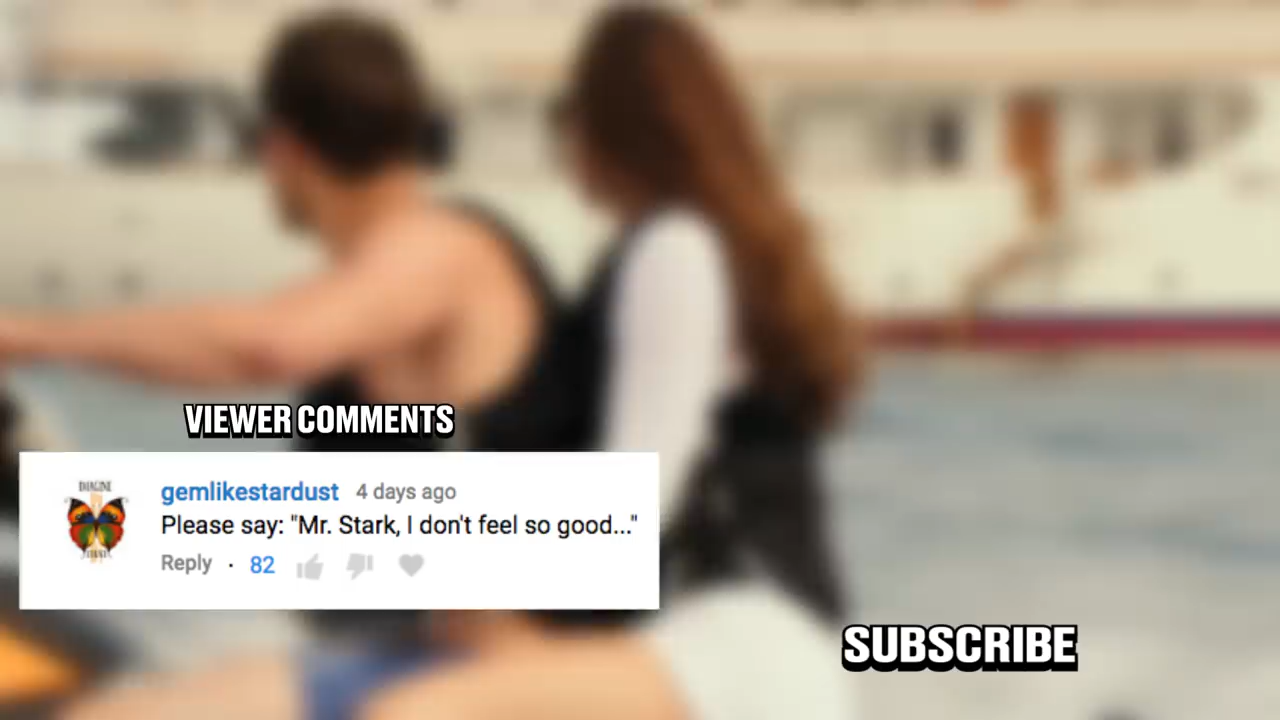 VIEWER COMMENTS
gemlikestardust 4 days ago
Please say: "Mr. Stark, I don't feel so good..."
Reply · 82
SUBSCRIBE